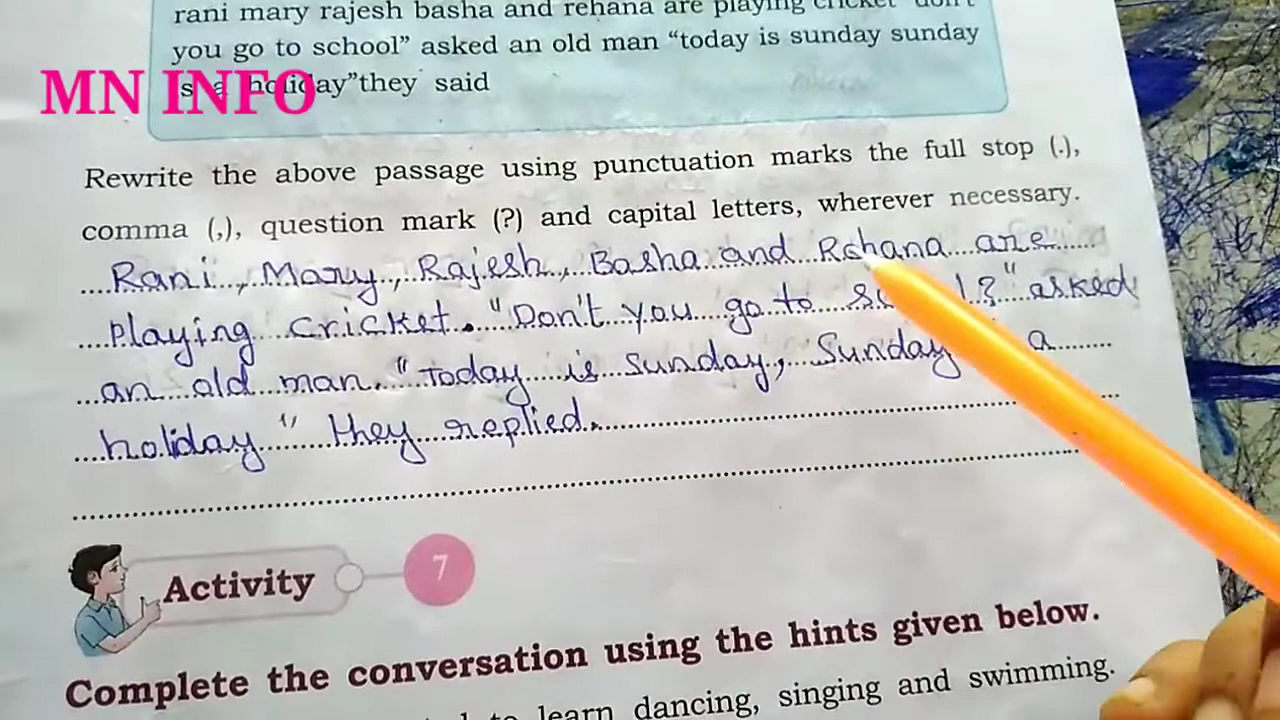 rani mary rajesh basha and rehana are playing cricket "don't
you go to school" asked an old man "today is sunday sunday
is a holiday"they said
MN INFO
Rewrite the above passage using punctuation marks the full stop (.),
comma (,), question mark (?) and capital letters, wherever necessary.
Rani, Mary, Rajesh, Basha and Rehana are
Playing cricket. "Don't you go to ?" asked
an old man. "today is Sunday, Sunday a
holiday" they replied.
Activity 7
Complete the conversation using the hints given below.
to learn dancing, singing and swimming.